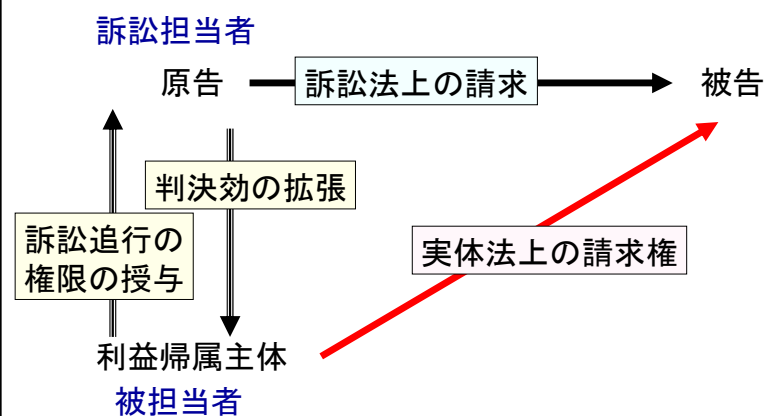 訴訟担当者
原告
訴訟法上の請求
被告
判決効の拡張
訴訟追行の
権限の授与
実体法上の請求権
利益帰属主体
被担当者